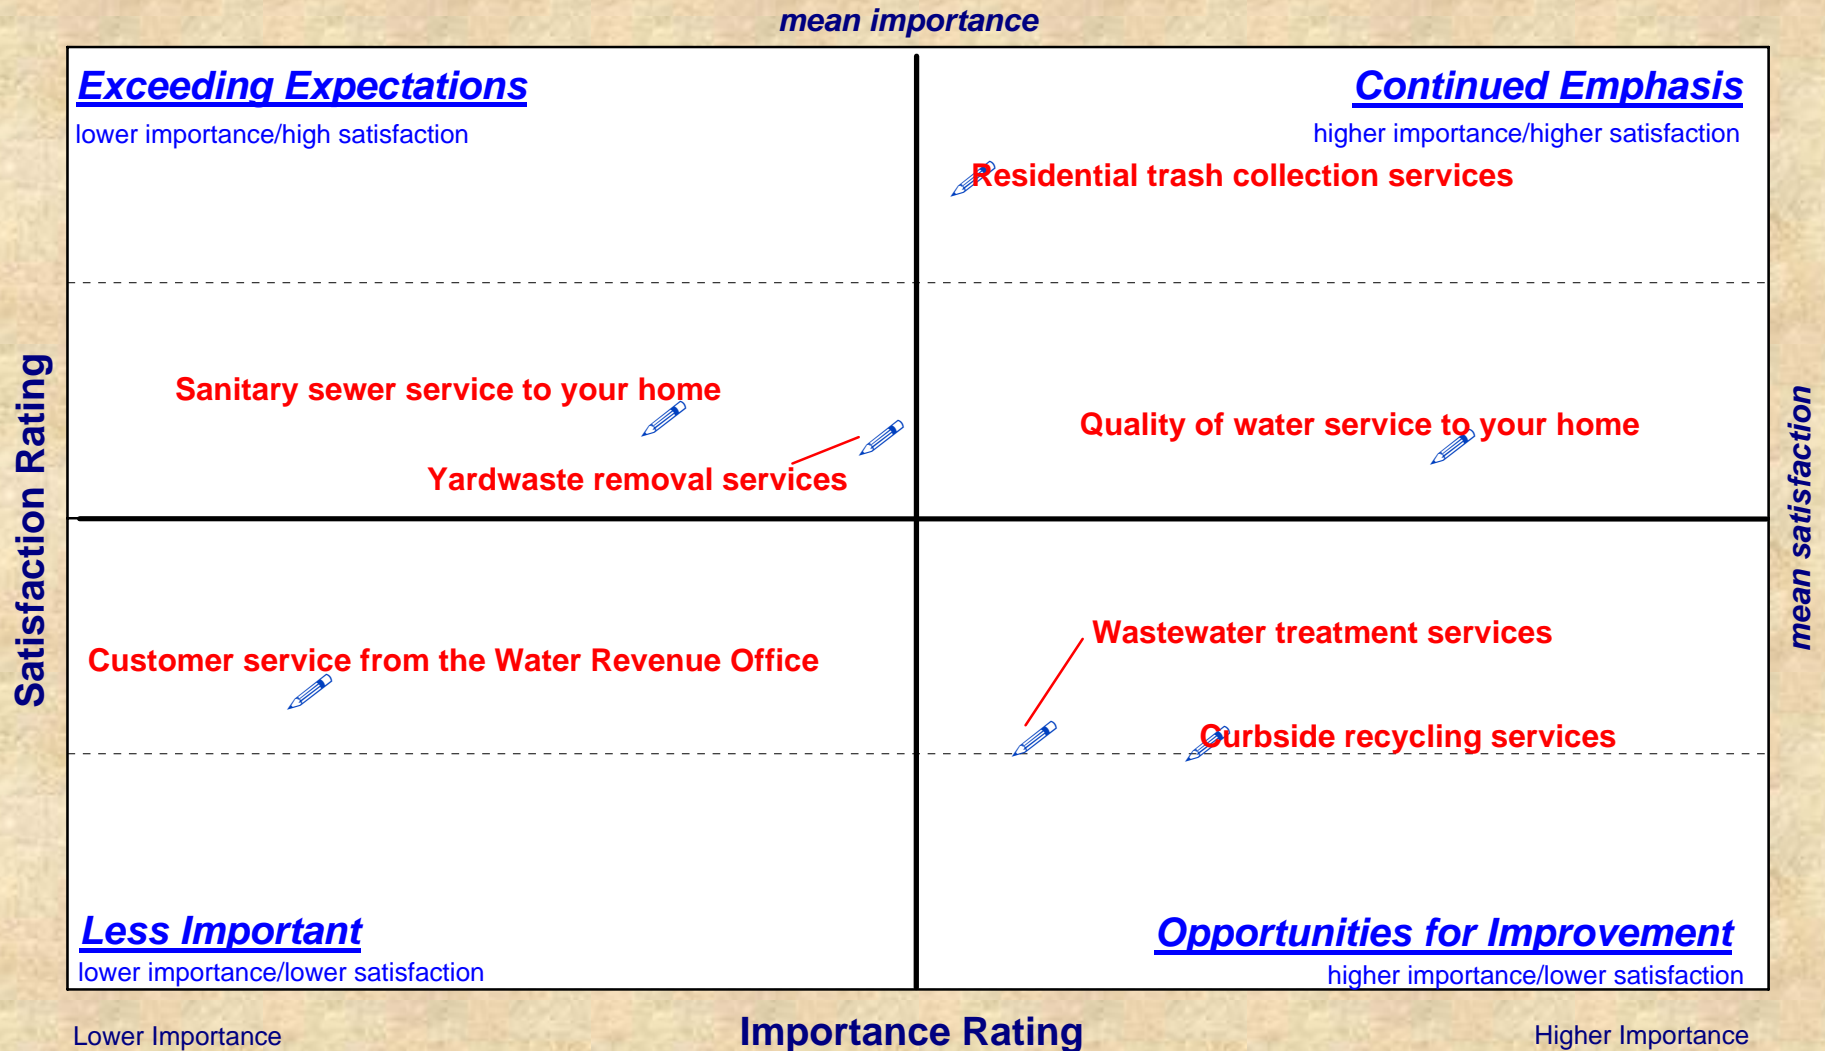 mean importance
Exceeding Expectations
lower importance/high satisfaction
Continued Emphasis
higher importance/higher satisfaction
Residential trash collection services
Sanitary sewer service to your home
Yardwaste removal services
Quality of water service to your home
Satisfaction Rating
mean satisfaction
Customer service from the Water Revenue Office
Wastewater treatment services
Curbside recycling services
Less Important
lower importance/lower satisfaction
Opportunities for Improvement
higher importance/lower satisfaction
Lower Importance
Importance Rating
Higher Importance